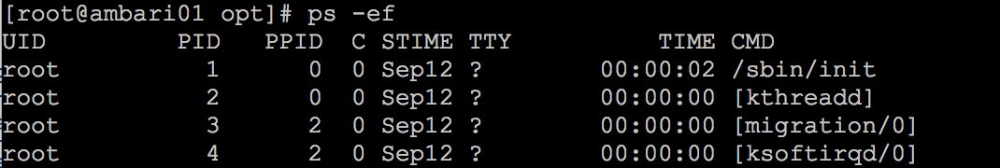 [root@ambari01 opt]# ps -ef
UID        PID  PPID  C STIME TTY          TIME CMD
root         1     0  0 Sep12 ?        00:00:02 /sbin/init
root         2     0  0 Sep12 ?        00:00:00 [kthreadd]
root         3     2  0 Sep12 ?        00:00:00 [migration/0]
root         4     2  0 Sep12 ?        00:00:00 [ksoftirqd/0]